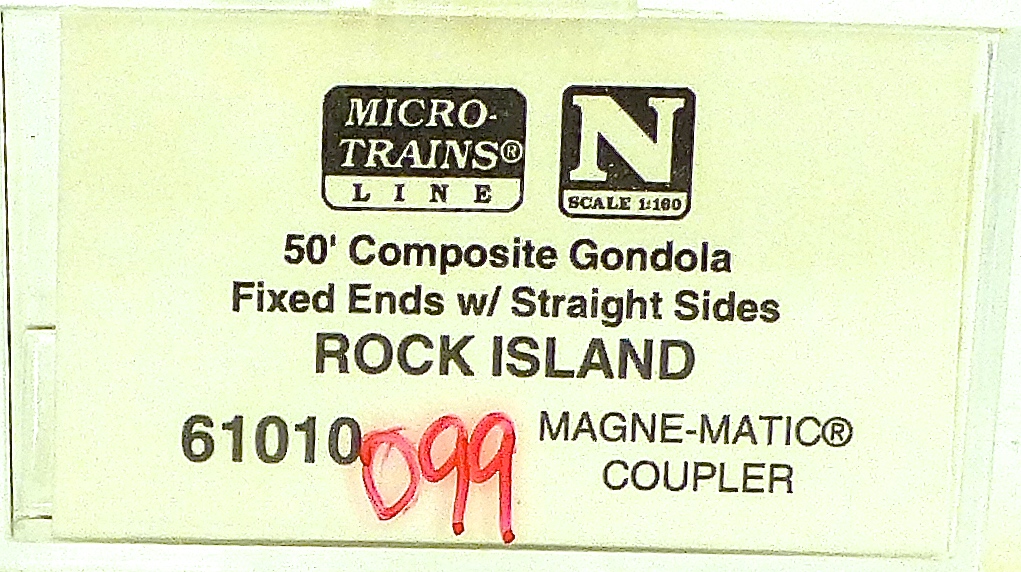 MICRO-
TRAINS®
LINE
N
SCALE 1:160
50' Composite Gondola
Fixed Ends w/ Straight Sides
ROCK ISLAND
61010 099
MAGNE-MATIC®
COUPLER